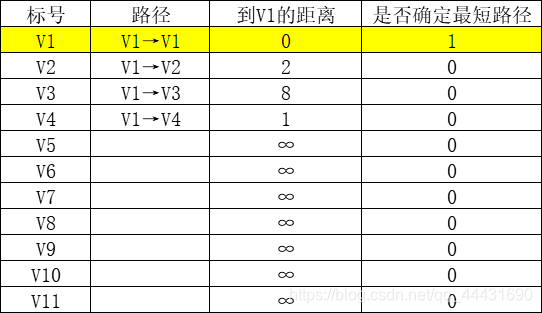 标号 路径 到V1的距离 是否确定最短路径
V1 V1→V1 0 1
V2 V1→V2 2 0
V3 V1→V3 8 0
V4 V1→V4 1 0
V5 ∞ 0
V6 ∞ 0
V7 ∞ 0
V8 ∞ 0
V9 ∞ 0
V10 ∞ 0
V11 ∞ 0
https://blog.csdn.net/qq_44431690